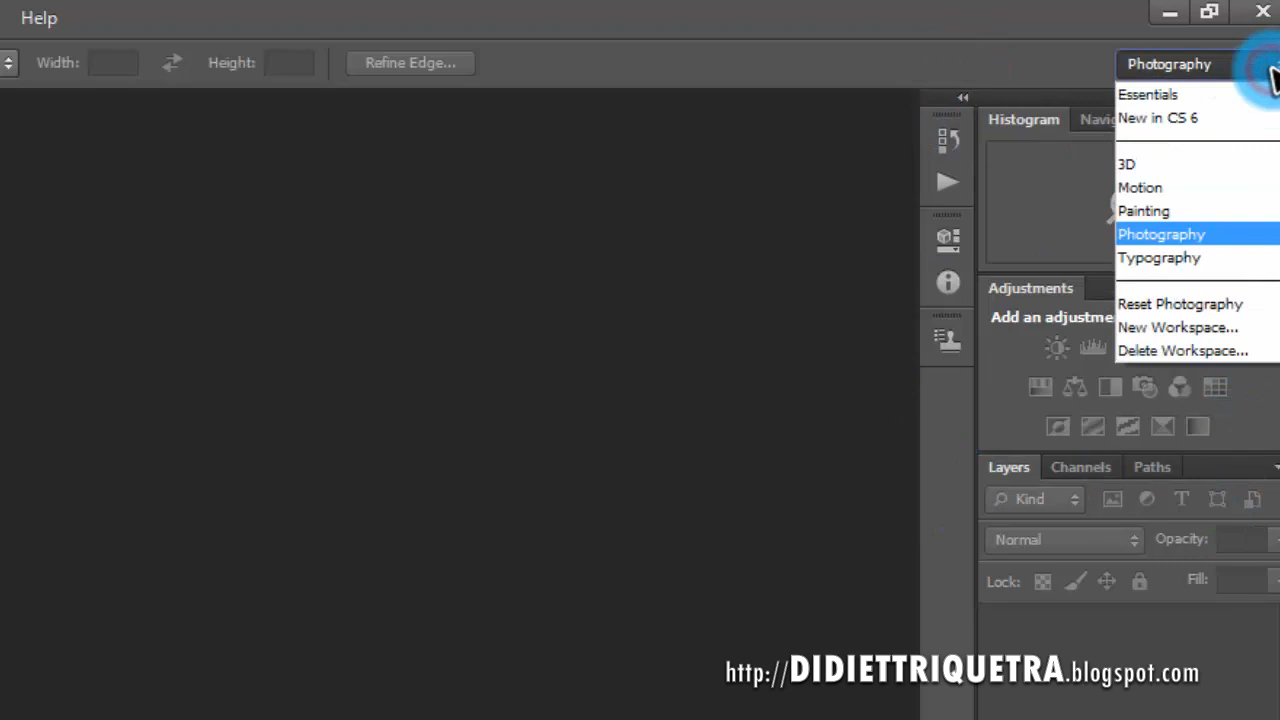 Help
Width: Height: Refine Edge... Photography
Essentials
New in CS 6
3D
Motion
Painting
Photography
Typography
Reset Photography
New Workspace...
Delete Workspace...
Histogram
Adjustments
Add an
Layers Channels Paths
Kind
Normal Opacity:
Lock: Fill:
http://DIDIETTRIQUETRA.blogspot.com